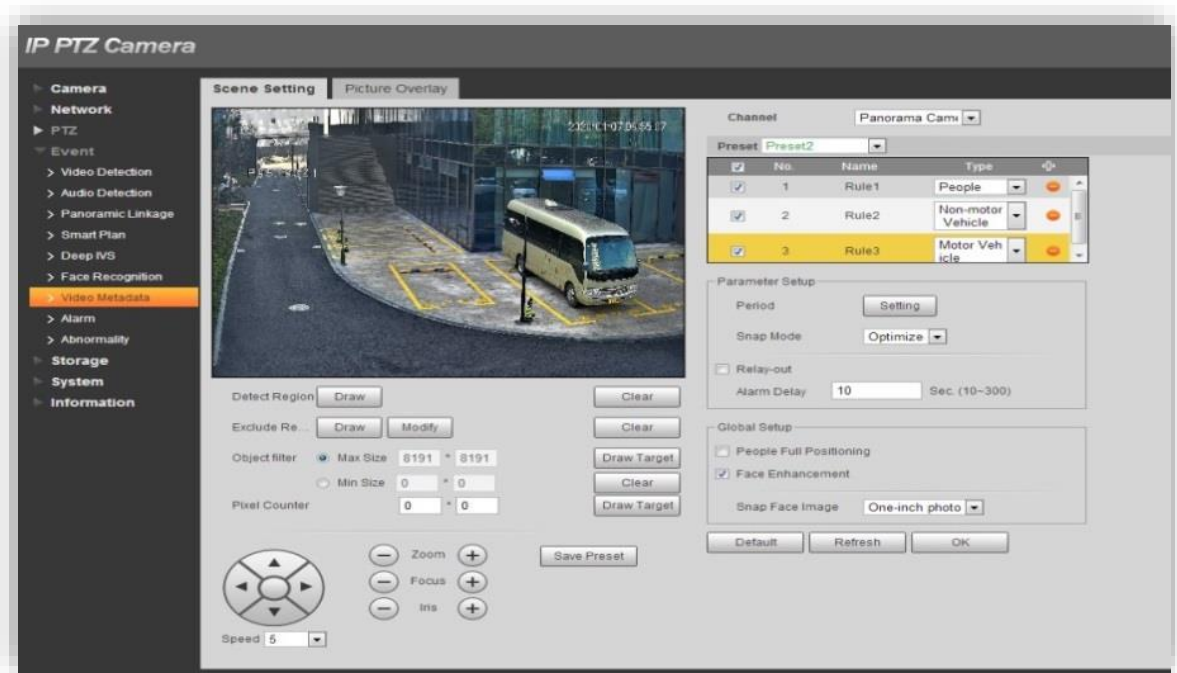 IP PTZ Camera
Camera
Network
PTZ
Event
Video Detection
Audio Detection
Panoramic Linkage
Smart Plan
Deep IVS
Face Recognition
Video Metadata
Alarm
Abnormality
Storage
System
Information
Scene Setting Picture Overlay
Channel Panorama Came
Preset Preset2
No. Name Type
1 Rule1 People
2 Rule2 Non-motor
Vehicle
3 Rule3 Motor Veh
icle
Parameter Setup
Period Setting
Snap Mode Optimize
Relay-out
Alarm Delay 10 Sec. (10~300)
Global Setup
People Full Positioning
Face Enhancement
Snap Face Image One-inch photo
Default Refresh OK
Detect Region Draw Clear
Exclude Re... Draw Modify Clear
Object filter Max Size 8191 * 8191 Draw Target
Min Size 0 * 0 Clear
Pixel Counter 0 * 0 Draw Target
Zoom
Focus
Iris
Save Preset
Speed 5